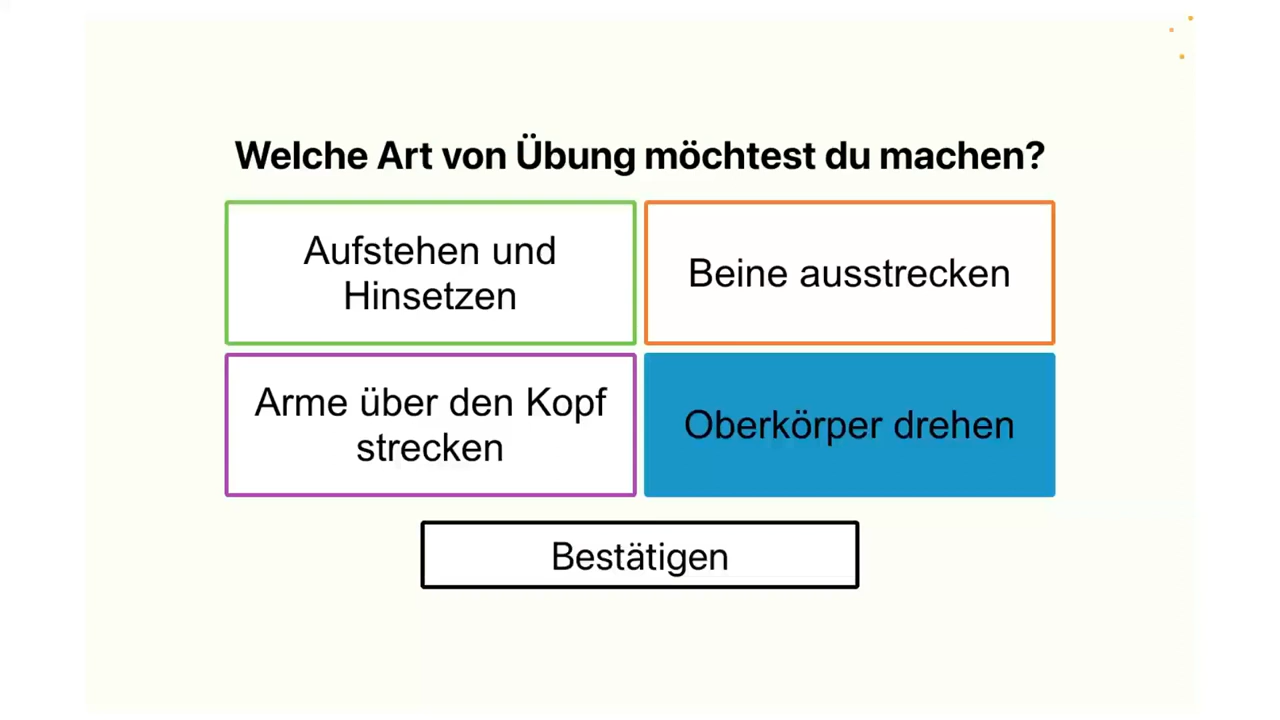 Welche Art von Übung möchtest du machen?
Aufstehen und
Hinsetzen
Beine ausstrecken
Arme über den Kopf
strecken
Oberkörper drehen
Bestätigen